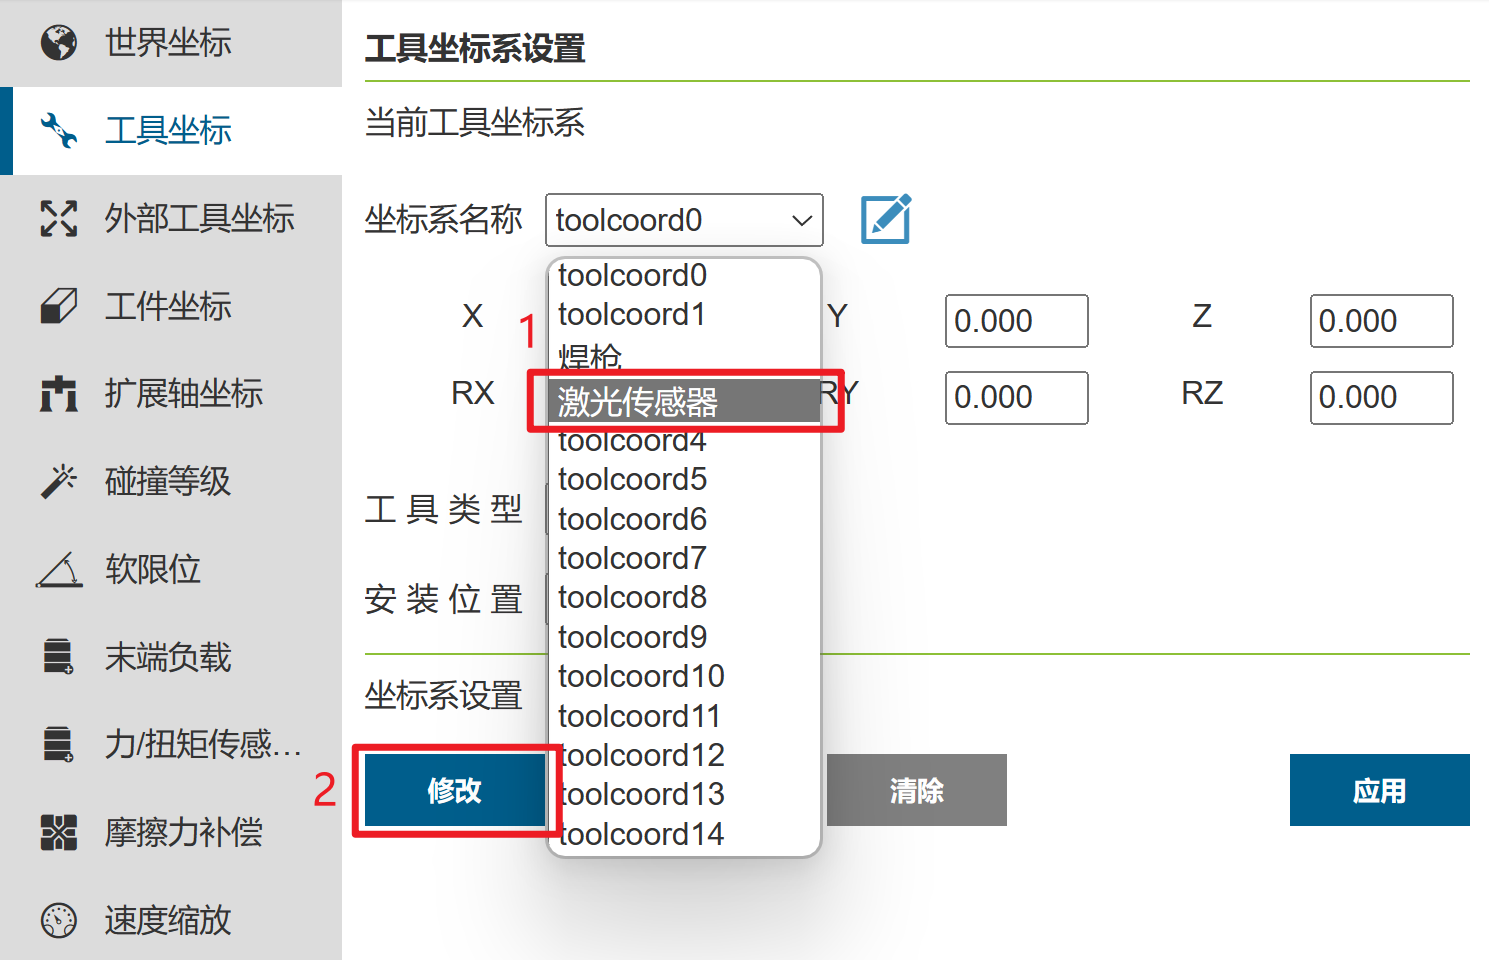 世界坐标
工具坐标
外部工具坐标
工件坐标
扩展轴坐标
碰撞等级
软限位
末端负载
力/扭矩传感…
摩擦力补偿
速度缩放
工具坐标系设置
当前工具坐标系
坐标系名称 toolcoord0
X Y 0.000 Z 0.000
RX RY 0.000 RZ 0.000
1
toolcoord0
toolcoord1
焊枪
激光传感器
toolcoord4
toolcoord5
toolcoord6
toolcoord7
toolcoord8
toolcoord9
toolcoord10
toolcoord11
toolcoord12
toolcoord13
toolcoord14
工具类型
安装位置
坐标系设置
2
修改 清除 应用